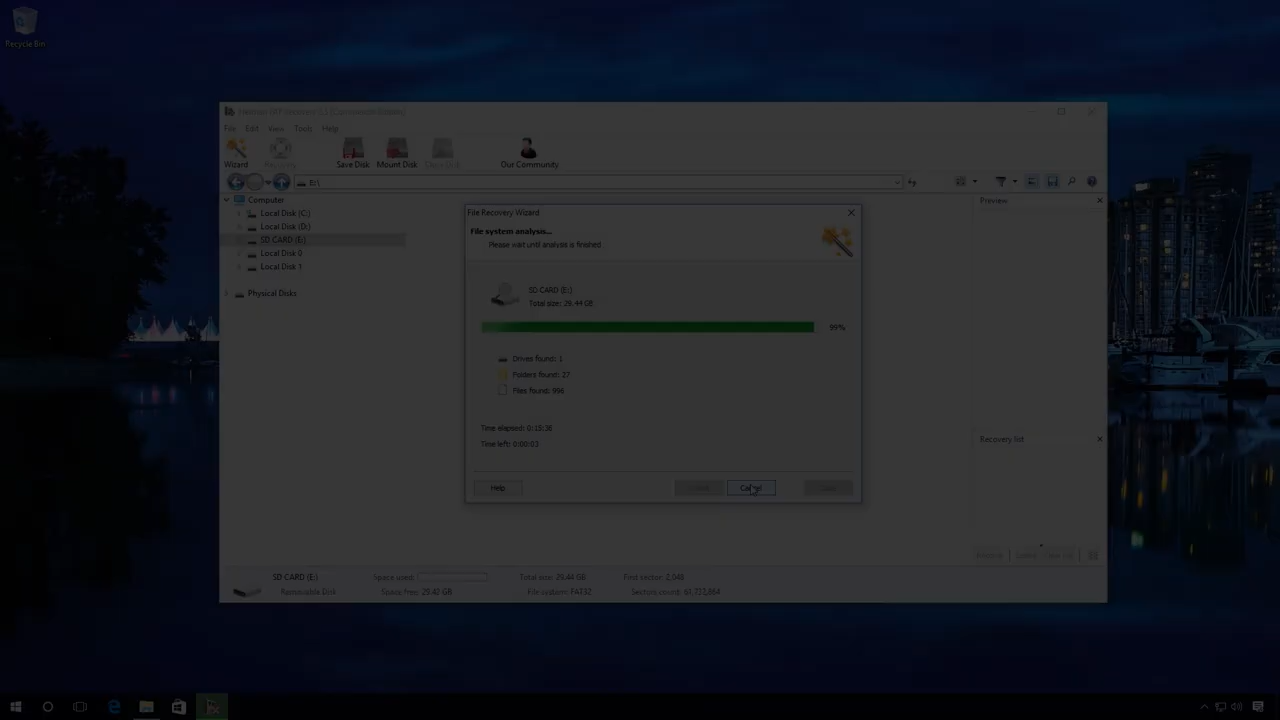 Recycle Bin
File Edit View Tools Help
Wizard Recovery Save Disk Mount Disk Our Community
E:\
Computer
Local Disk (C:)
Local Disk (D:)
SD CARD (E:)
Local Disk 0
Local Disk 1
Physical Disks
Preview
File Recovery Wizard
File system analysis...
Please wait until analysis is finished
SD CARD (E:)
Total size: 29.44 GB
99%
Drives found: 1
Folders found: 27
Files found: 996
Time elapsed: 0:15:36
Time left: 0:00:03
Help
Cancel
Recovery list
SD CARD (E:) Space used: Total size: 29.44 GB First sector: 2,048
Removable Disk Space free: 29.42 GB File system: FAT32 Sectors count: 61,737,864